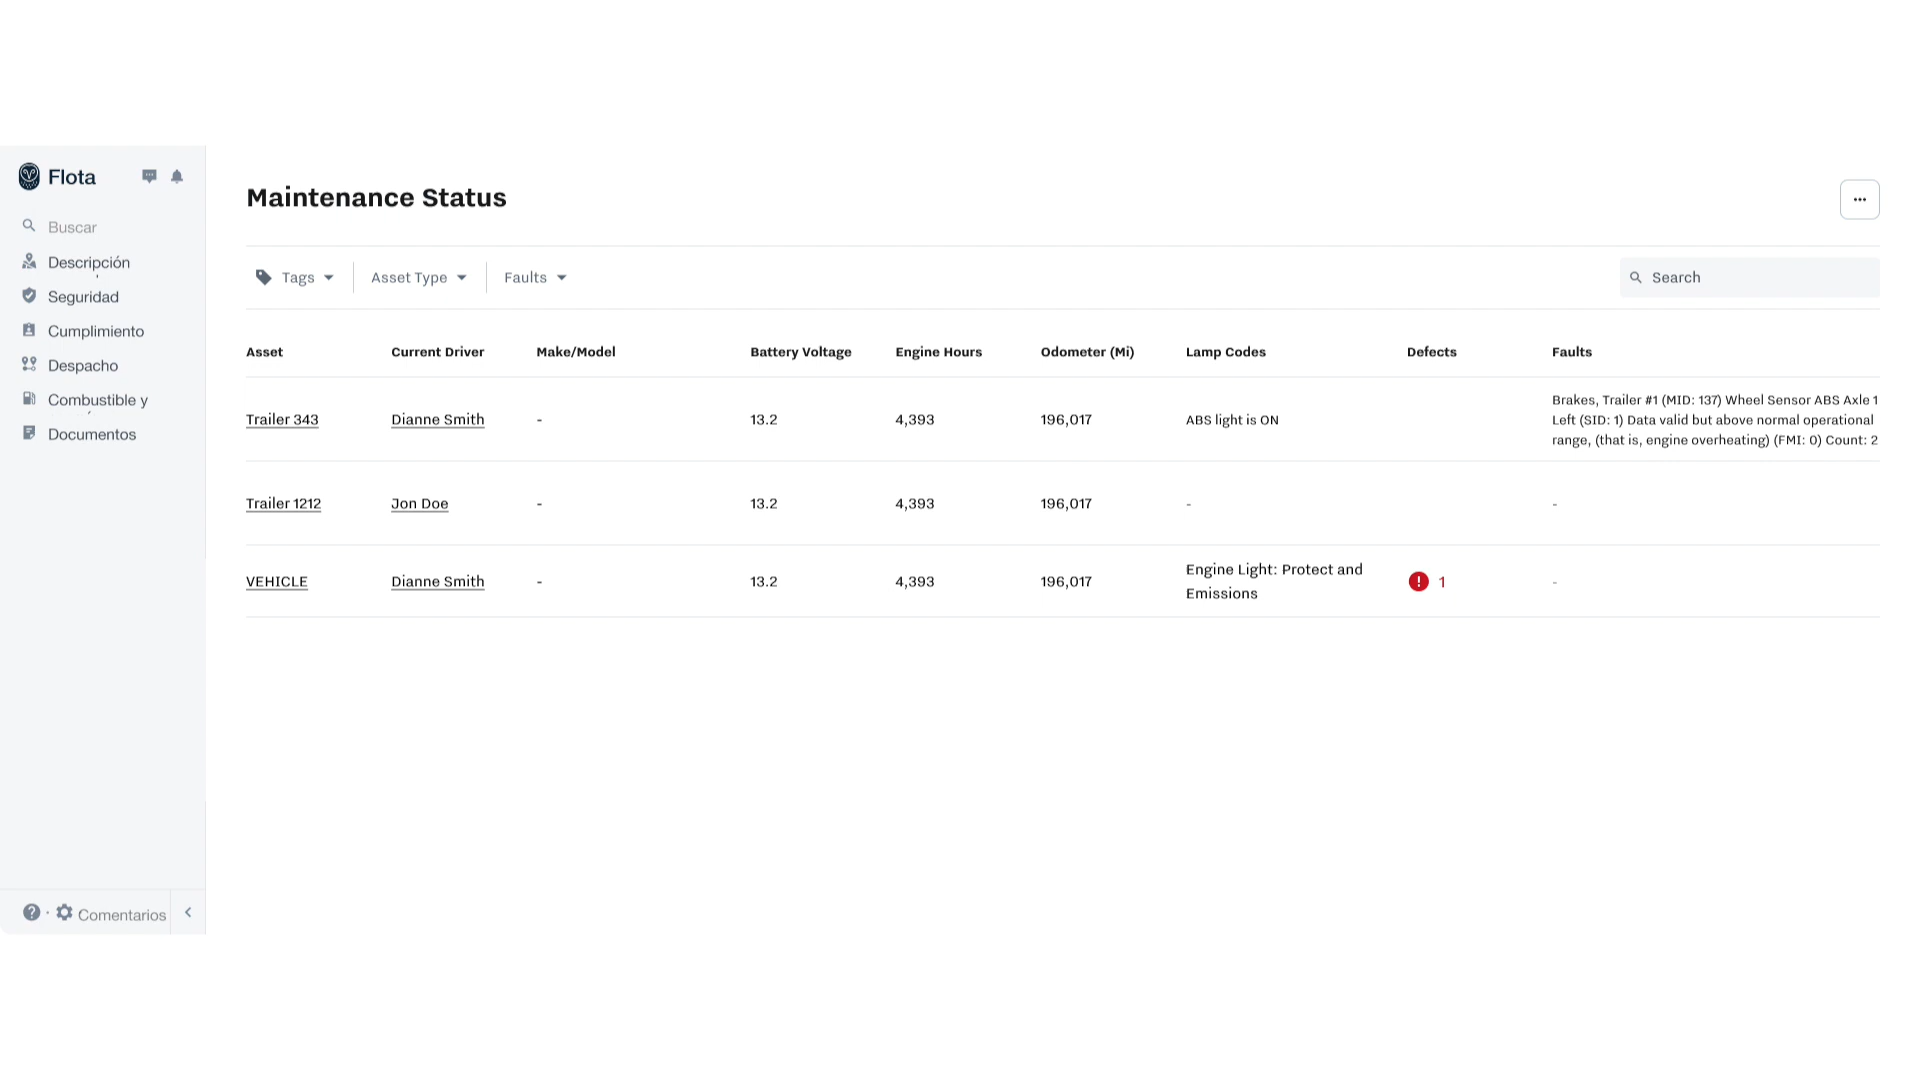 Flota
Buscar
Descripción
Seguridad
Cumplimiento
Despacho
Combustible y
Documentos
Comentarios
Maintenance Status
Tags
Asset Type
Faults
Search
Asset Current Driver Make/Model Battery Voltage Engine Hours Odometer (Mi) Lamp Codes Defects Faults
Trailer 343 Dianne Smith - 13.2 4,393 196,017 ABS light is ON
Brakes, Trailer #1 (MID: 137) Wheel Sensor ABS Axle 1
Left (SID: 1) Data valid but above normal operational
range, (that is, engine overheating) (FMI: 0) Count: 2
Trailer 1212 Jon Doe - 13.2 4,393 196,017 - -
VEHICLE Dianne Smith - 13.2 4,393 196,017
Engine Light: Protect and
Emissions
1 -